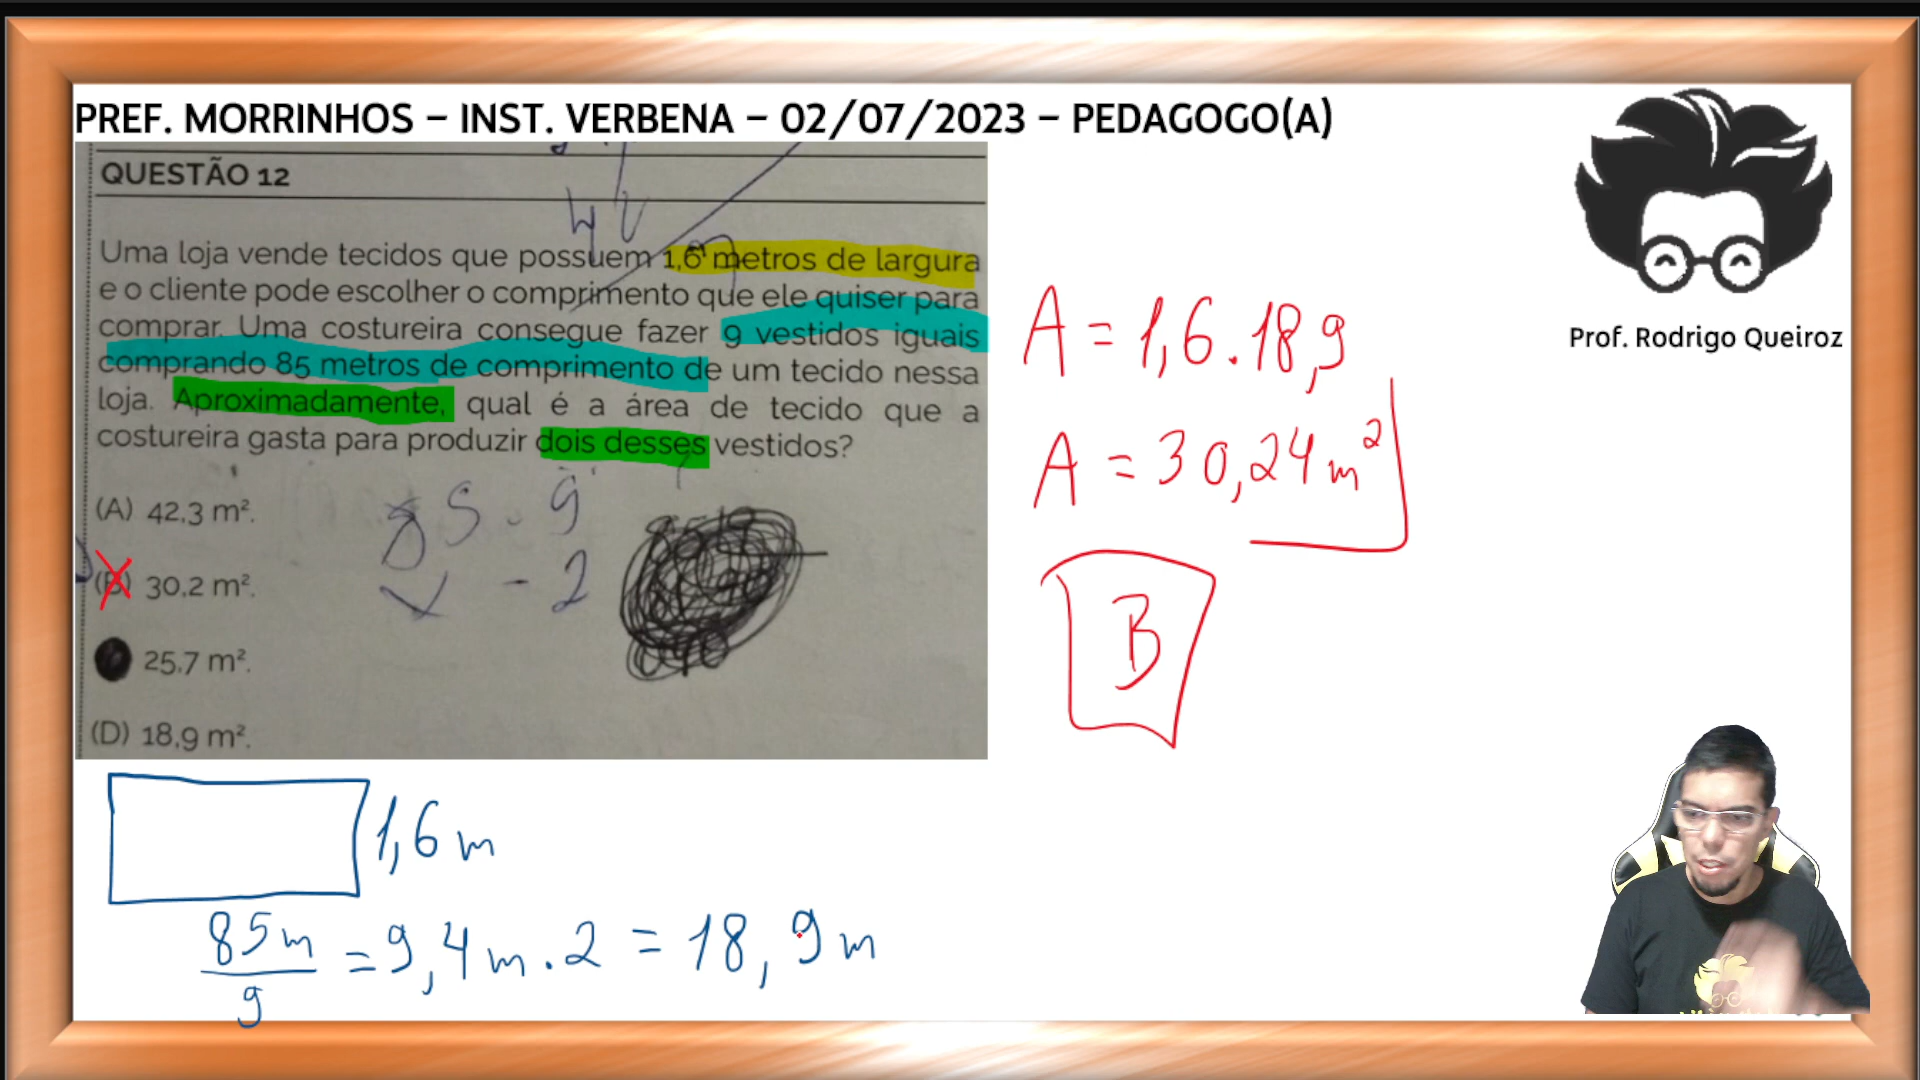 PREF. MORRINHOS – INST. VERBENA – 02/07/2023 – PEDAGOGO(A)
QUESTÃO 12
Uma loja vende tecidos que possuem 1,6 metros de largura
e o cliente pode escolher o comprimento que ele quiser para
comprar. Uma costureira consegue fazer 9 vestidos iguais
comprando 85 metros de comprimento de um tecido nessa
loja. Aproximadamente, qual é a área de tecido que a
costureira gasta para produzir dois desses vestidos?
85 - 9
x - 2
(A) 42,3 m².
(B) 30,2 m².
25,7 m².
(D) 18,9 m².
1,6 m
85m/9 = 9,4 m . 2 = 18,9 m
A = 1,6 . 18,9
A = 30,24 m²
B
Prof. Rodrigo Queiroz